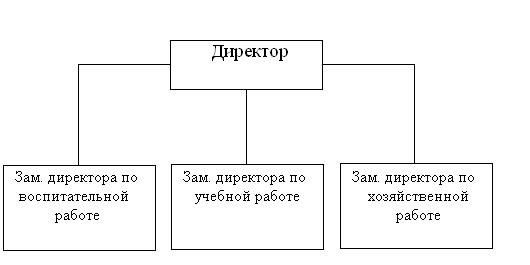 Директор
Зам. директора по
воспитательной
работе
Зам. директора по
учебной работе
Зам. директора по
хозяйственной
работе